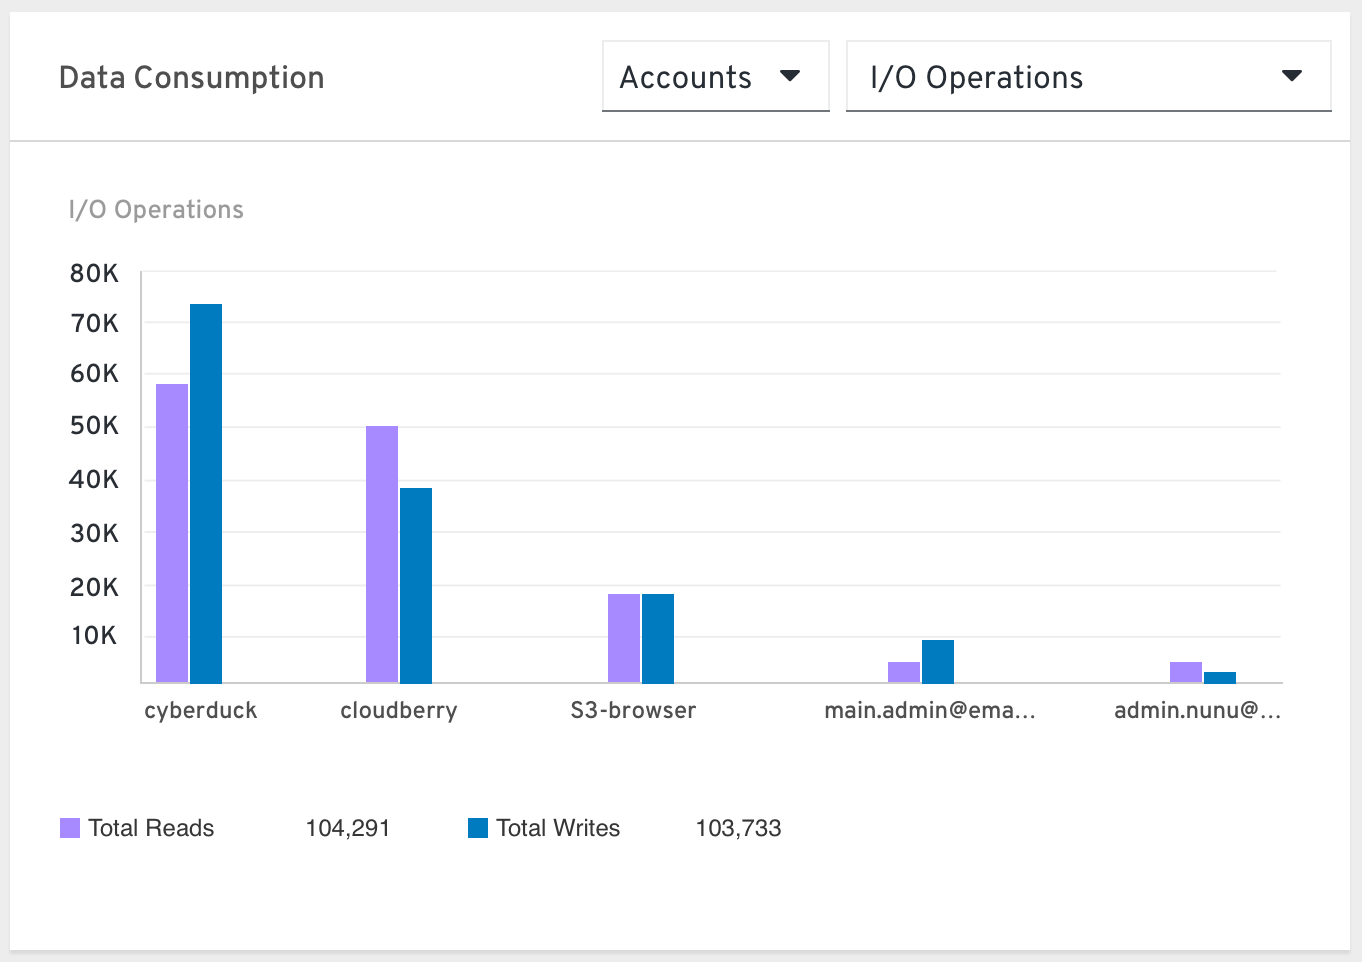 Data Consumption
Accounts
I/O Operations
I/O Operations
80K
70K
60K
50K
40K
30K
20K
10K
cyberduck cloudberry S3-browser main.admin@ema... admin.nunu@...
Total Reads 104,291 Total Writes 103,733